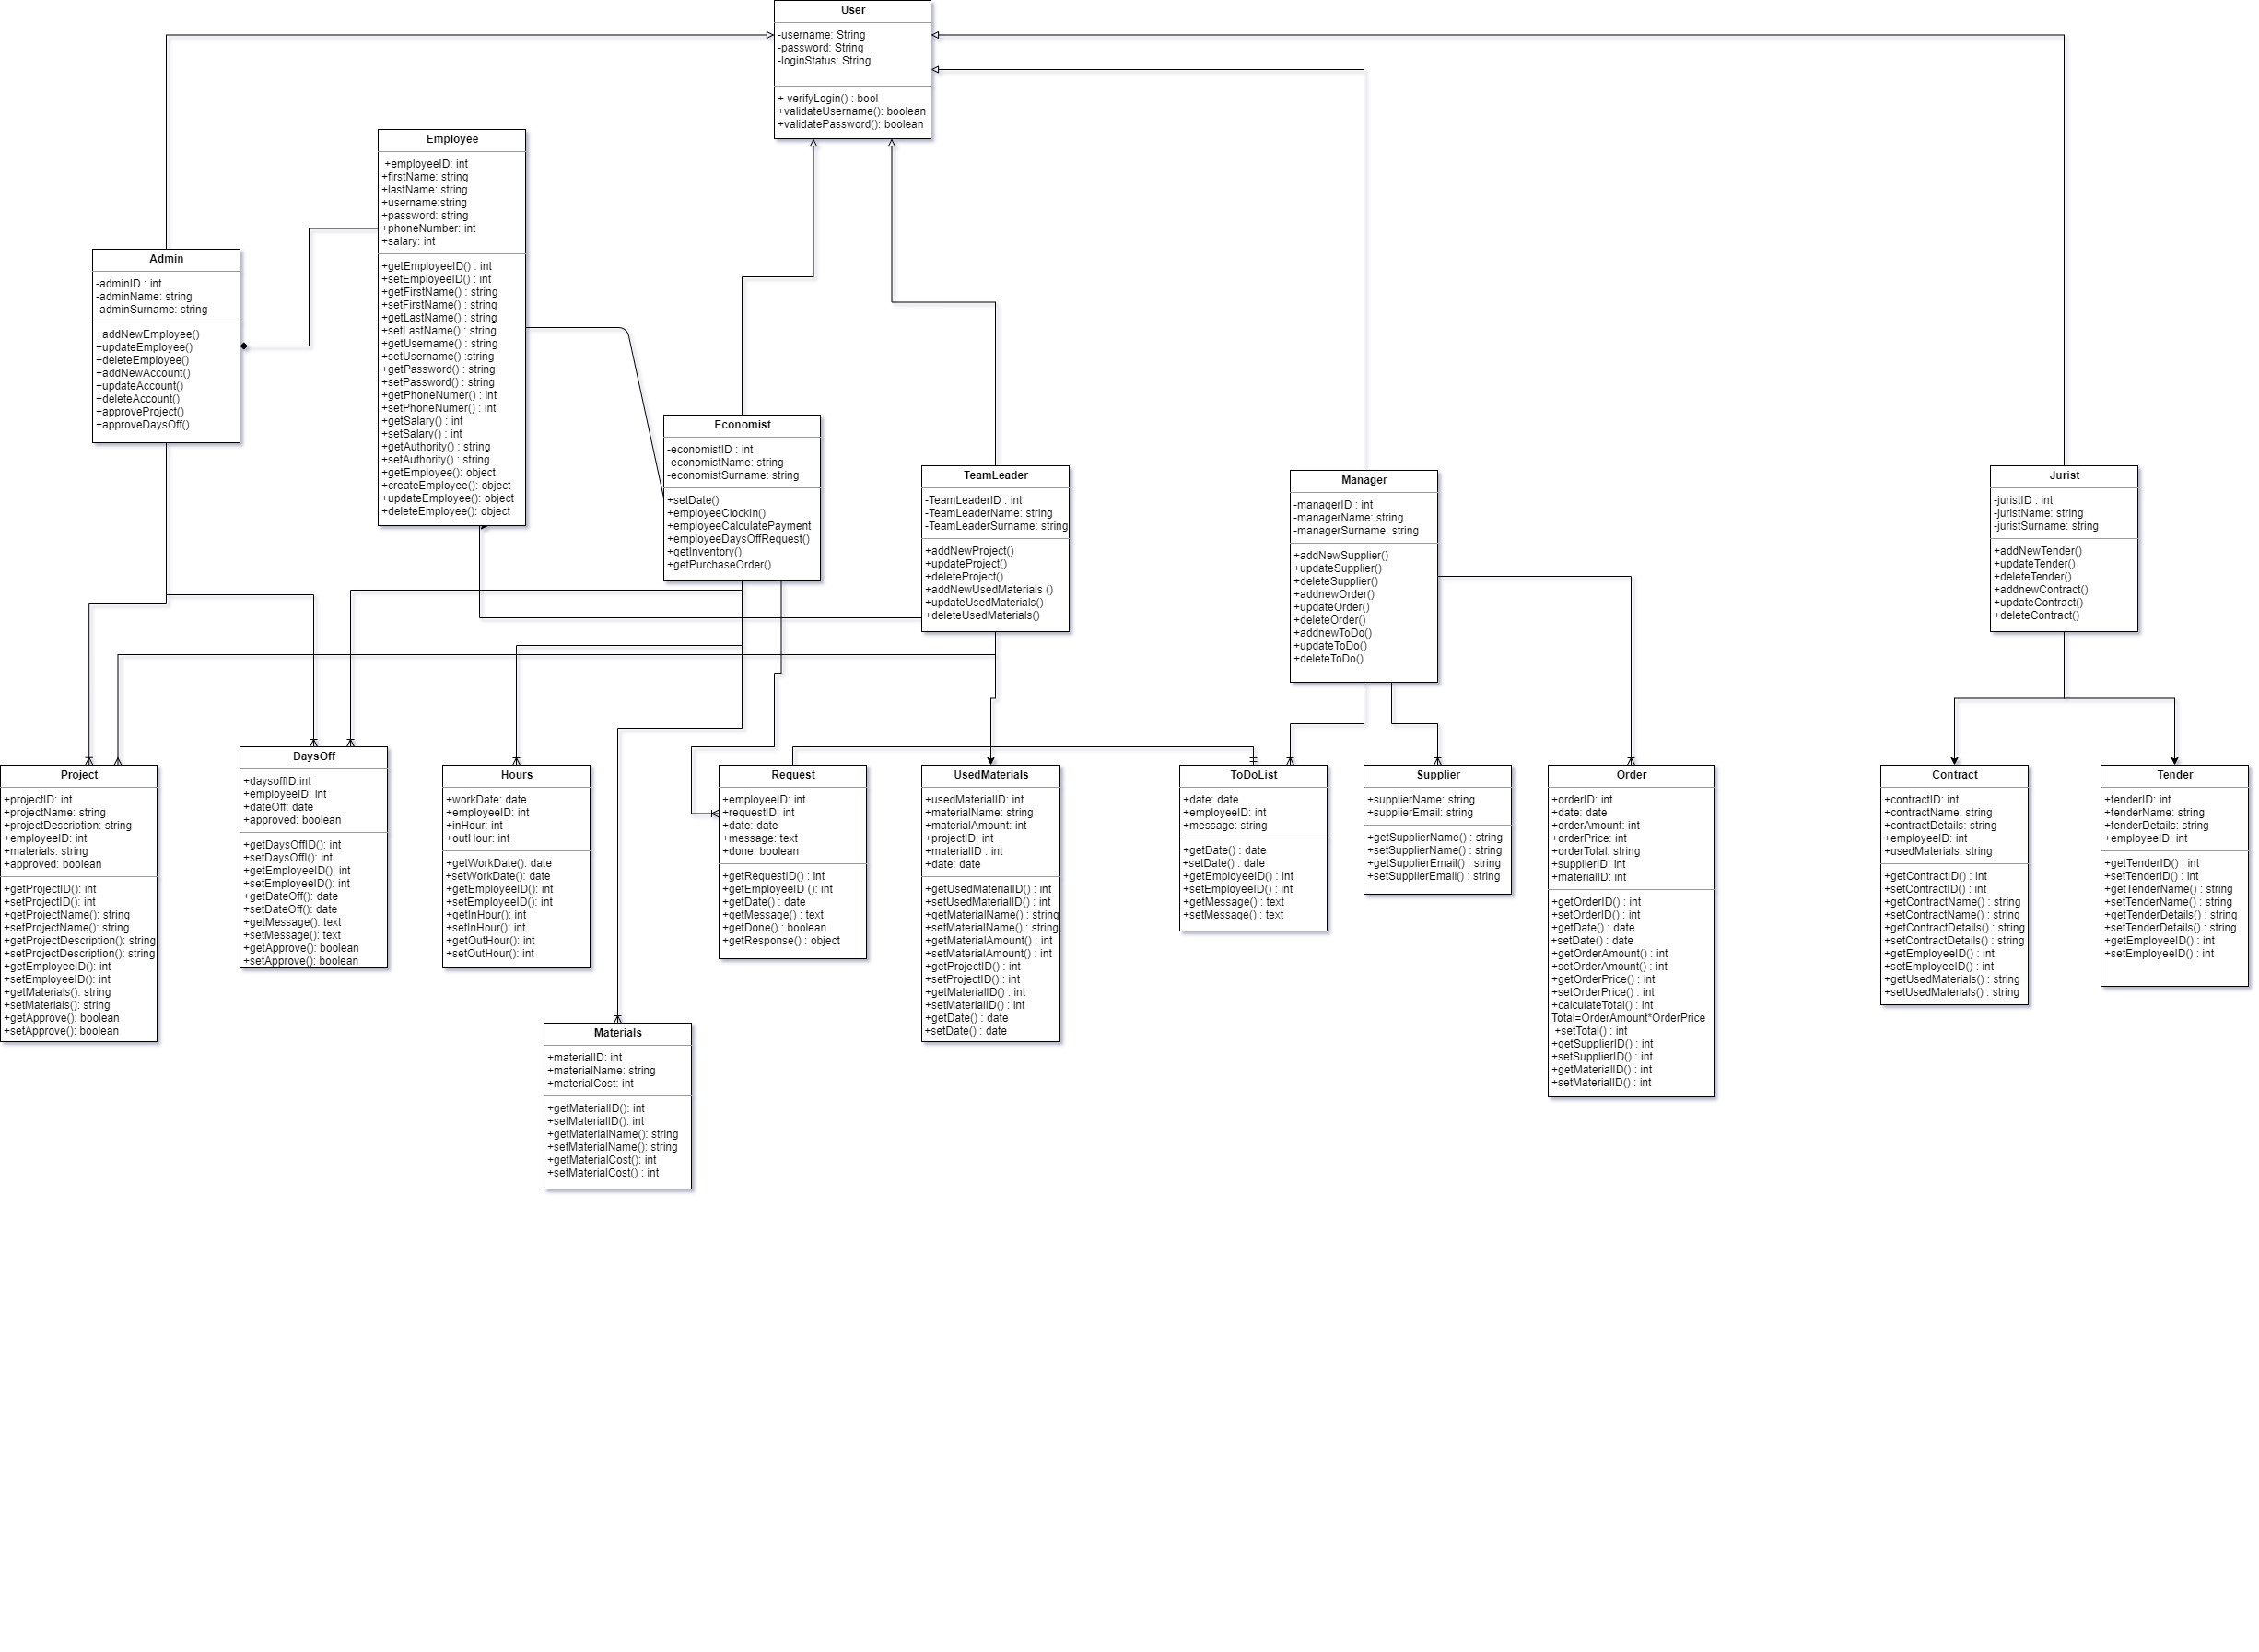 User
-username: String
-password: String
-loginStatus: String
+ verifyLogin() : bool
+validateUsername(): boolean
+validatePassword(): boolean
Employee
+employeeID: int
+firstName: string
+lastName: string
+username:string
+password: string
+phoneNumber: int
+salary: int
+getEmployeeID() : int
+setEmployeeID() : int
+getFirstName() : string
+setFirstName() : string
+getLastName() : string
+setLastName() : string
+getUsername() : string
+setUsername() :string
+getPassword() : string
+setPassword() : string
+getPhoneNumer() : int
+setPhoneNumer() : int
+getSalary() : int
+setSalary() : int
+getAuthority() : string
+setAuthority() : string
+getEmployee(): object
+createEmployee(): object
+updateEmployee(): object
+deleteEmployee(): object
Admin
-adminID : int
-adminName: string
-adminSurname: string
+addNewEmployee()
+updateEmployee()
+deleteEmployee()
+addNewAccount()
+updateAccount()
+deleteAccount()
+approveProject()
+approveDaysOff()
Economist
-economistID : int
-economistName: string
-economistSurname: string
+setDate()
+employeeClockIn()
+employeeCalculatePayment
+employeeDaysOffRequest()
+getInventory()
+getPurchaseOrder()
TeamLeader
-TeamLeaderID : int
-TeamLeaderName: string
-TeamLeaderSurname: string
+addNewProject()
+updateProject()
+deleteProject()
+addNewUsedMaterials ()
+updateUsedMaterials()
+deleteUsedMaterials()
Manager
-managerID : int
-managerName: string
-managerSurname: string
+addNewSupplier()
+updateSupplier()
+deleteSupplier()
+addnewOrder()
+updateOrder()
+deleteOrder()
+addnewToDo()
+updateToDo()
+deleteToDo()
Jurist
-juristID : int
-juristName: string
-juristSurname: string
+addNewTender()
+updateTender()
+deleteTender()
+addnewContract()
+updateContract()
+deleteContract()
Project
+projectID: int
+projectName: string
+projectDescription: string
+employeeID: int
+materials: string
+approved: boolean
+getProjectID(): int
+setProjectID(): int
+getProjectName(): string
+setProjectName(): string
+getProjectDescription(): string
+setProjectDescription(): string
+getEmployeeID(): int
+setEmployeeID(): int
+getMaterials(): string
+setMaterials(): string
+getApprove(): boolean
+setApprove(): boolean
DaysOff
+daysoffID:int
+employeeID: int
+dateOff: date
+approved: boolean
+getDaysOffID(): int
+setDaysOffI(): int
+getEmployeeID(): int
+setEmployeeID(): int
+getDateOff(): date
+setDateOff(): date
+getMessage(): text
+setMessage(): text
+getApprove(): boolean
+setApprove(): boolean
Hours
+workDate: date
+employeeID: int
+inHour: int
+outHour: int
+getWorkDate(): date
+setWorkDate(): date
+getEmployeeID(): int
+setEmployeeID(): int
+getInHour(): int
+setInHour(): int
+getOutHour(): int
+setOutHour(): int
Materials
+materialID: int
+materialName: string
+materialCost: int
+getMaterialID(): int
+setMaterialID(): int
+getMaterialName(): string
+setMaterialName(): string
+getMaterialCost(): int
+setMaterialCost() : int
Request
+employeeID: int
+requestID: int
+date: date
+message: text
+done: boolean
+getRequestID() : int
+getEmployeeID (): int
+getDate() : date
+getMessage() : text
+getDone() : boolean
+getResponse() : object
UsedMaterials
+usedMaterialID: int
+materialName: string
+materialAmount: int
+projectID: int
+materialID : int
+date: date
+getUsedMaterialID() : int
+setUsedMaterialID() : int
+getMaterialName() : string
+setMaterialName() : string
+getMaterialAmount() : int
+setMaterialAmount() : int
+getProjectID() : int
+setProjectID() : int
+getMaterialID() : int
+setMaterialID() : int
+getDate() : date
+setDate() : date
ToDoList
+date: date
+employeeID: int
+message: string
+getDate() : date
+setDate() : date
+getEmployeeID() : int
+setEmployeeID() : int
+getMessage() : text
+setMessage() : text
Supplier
+supplierName: string
+supplierEmail: string
+getSupplierName() : string
+setSupplierName() : string
+getSupplierEmail() : string
+setSupplierEmail() : string
Order
+orderID: int
+date: date
+orderAmount: int
+orderPrice: int
+orderTotal: string
+supplierID: int
+materialID: int
+getOrderID() : int
+setOrderID() : int
+getDate() : date
+setDate() : date
+getOrderAmount() : int
+setOrderAmount() : int
+getOrderPrice() : int
+setOrderPrice() : int
+calculateTotal() : int
Total=OrderAmount*OrderPrice
+setTotal() : int
+getSupplierID() : int
+setSupplierID() : int
+getMaterialID() : int
+setMaterialID() : int
Contract
+contractID: int
+contractName: string
+contractDetails: string
+employeeID: int
+usedMaterials: string
+getContractID() : int
+setContractID() : int
+getContractName() : string
+setContractName() : string
+getContractDetails() : string
+setContractDetails() : string
+getEmployeeID() : int
+setEmployeeID() : int
+getUsedMaterials() : string
+setUsedMaterials() : string
Tender
+tenderID: int
+tenderName: string
+tenderDetails: string
+employeeID: int
+getTenderID() : int
+setTenderID() : int
+getTenderName() : string
+setTenderName() : string
+getTenderDetails() : string
+setTenderDetails() : string
+getEmployeeID() : int
+setEmployeeID() : int